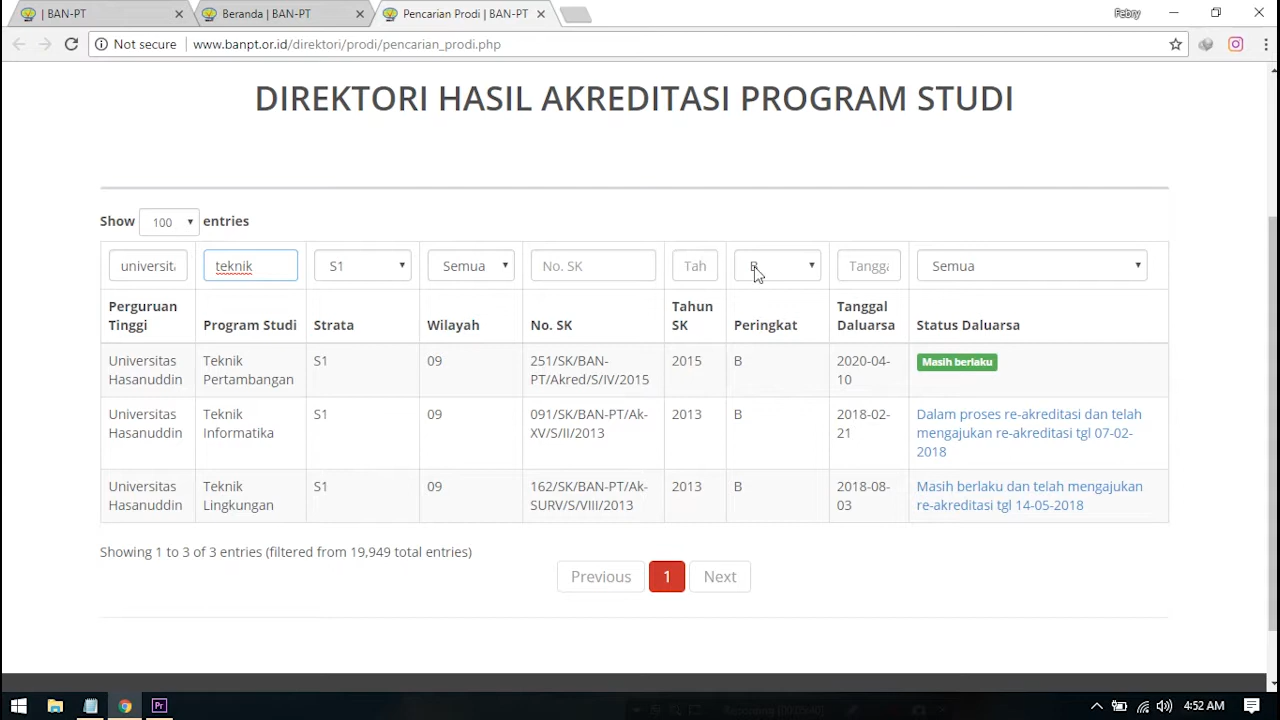 | BAN-PT
Beranda | BAN-PT
Pencarian Prodi | BAN-PT
Febry
Not secure
www.banpt.or.id/direktori/prodi/pencarian_prodi.php
DIREKTORI HASIL AKREDITASI PROGRAM STUDI
Show 100 entries
universita teknik S1 Semua No. SK Tah B Tangga Semua
Perguruan Tinggi Program Studi Strata Wilayah No. SK Tahun SK Peringkat Tanggal Daluarsa Status Daluarsa
Universitas Hasanuddin Teknik Pertambangan S1 09 251/SK/BAN-PT/Akred/S/IV/2015 2015 B 2020-04-10 Masih berlaku
Universitas Hasanuddin Teknik Informatika S1 09 091/SK/BAN-PT/Ak-XV/S/II/2013 2013 B 2018-02-21 Dalam proses re-akreditasi dan telah mengajukan re-akreditasi tgl 07-02-2018
Universitas Hasanuddin Teknik Lingkungan S1 09 162/SK/BAN-PT/Ak-SURV/S/VIII/2013 2013 B 2018-08-03 Masih berlaku dan telah mengajukan re-akreditasi tgl 14-05-2018
Showing 1 to 3 of 3 entries (filtered from 19,949 total entries)
Previous 1 Next
Pr
4:52 AM